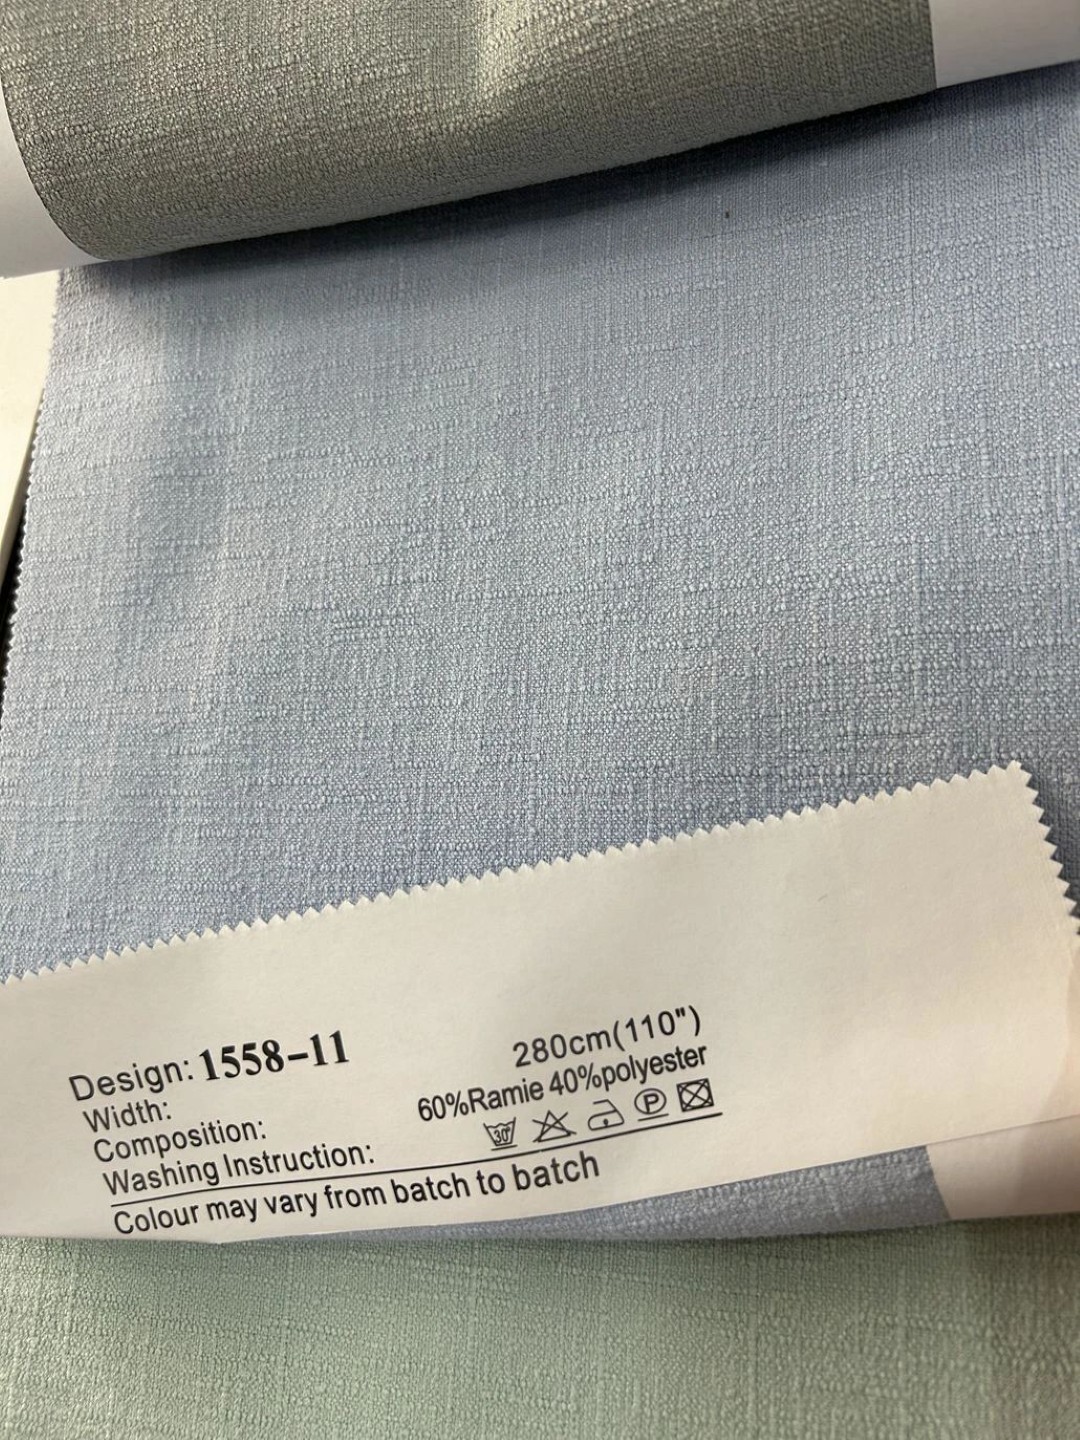 Design: 1558-11
Width: 280cm(110")
Composition: 60%Ramie 40%polyester
Washing Instruction: 30° P
Colour may vary from batch to batch